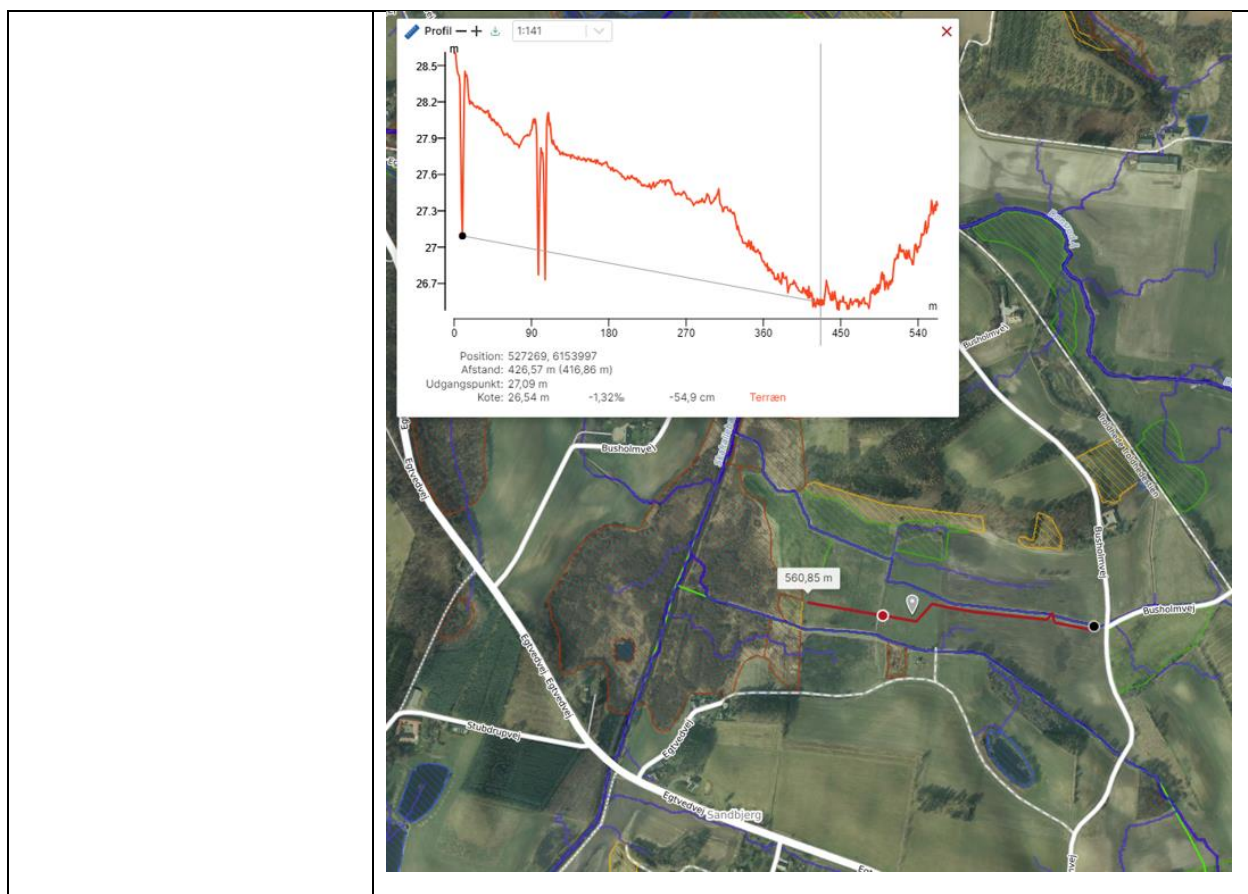 Profil
1:141
m
28.5
28.2
27.9
27.6
27.3
27
26.7
m
0 90 180 270 360 450 540
Position: 527269, 6153997
Afstand: 426,57 m (416,86 m)
Udgangspunkt: 27,09 m
Kote: 26,54 m -1,32‰ -54,9 cm Terræn
Busholmvej
Busholmvej
Egtvedvej
560,85 m
Busholmvej
Busholmvej
Egtvedvej
Egtvedvej
Stubdrupvej
Egtvedvej
Egtvedvej
Sandbjerg